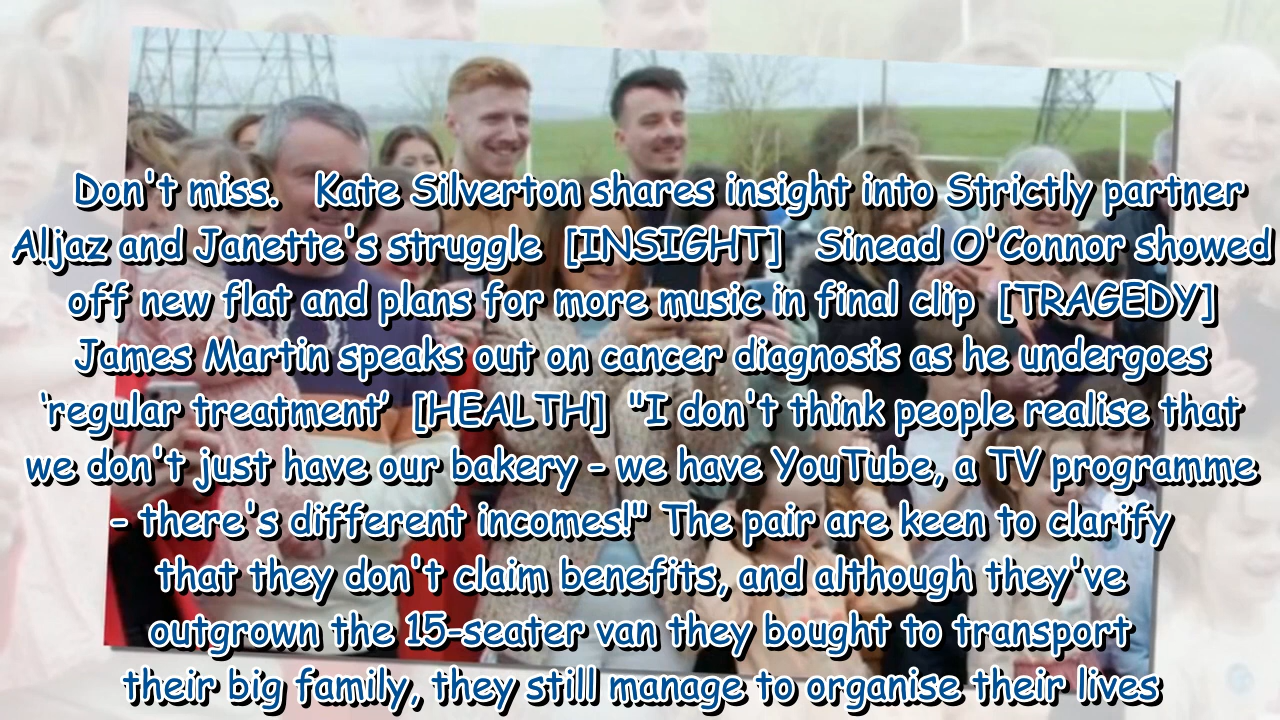 Don't miss. Kate Silverton shares insight into Strictly partner
Aljaz and Janette's struggle [INSIGHT] Sinead O'Connor showed
off new flat and plans for more music in final clip [TRAGEDY]
James Martin speaks out on cancer diagnosis as he undergoes
‘regular treatment’ [HEALTH] "I don't think people realise that
we don't just have our bakery - we have YouTube, a TV programme
- there's different incomes!" The pair are keen to clarify
that they don't claim benefits, and although they've
outgrown the 15-seater van they bought to transport
their big family, they still manage to organise their lives